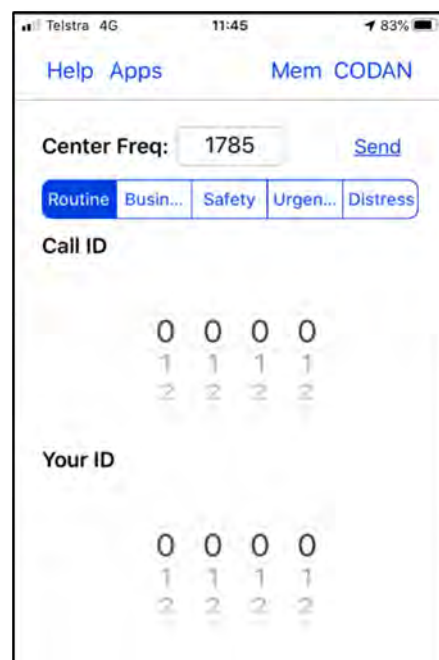 Telstra 4G 11:45 83%
Help Apps Mem CODAN
Center Freq: 1785 Send
Routine Busin... Safety Urgen... Distress
Call ID
0 0 0 0
1 1 1 1
2 2 2 2
Your ID
0 0 0 0
1 1 1 1
2 2 2 2